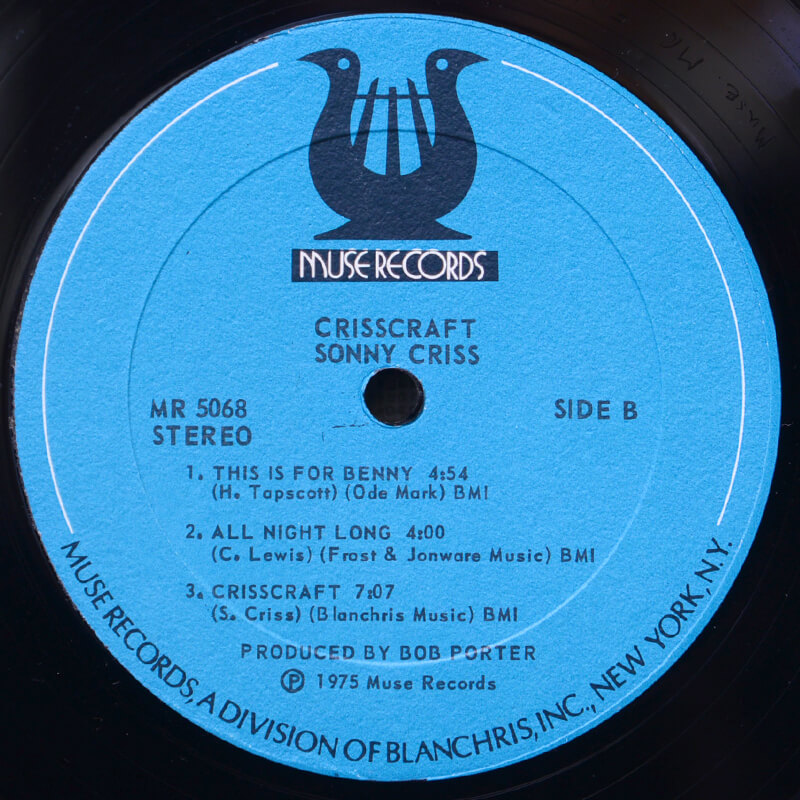 MUSE RECORDS
CRISSCRAFT
SONNY CRISS
MR 5068
STEREO
SIDE B
1. THIS IS FOR BENNY 4:54
(H. Tapscott) (Ode Mark) BMI
2. ALL NIGHT LONG 4:00
(C. Lewis) (Frost & Jonware Music) BMI
3. CRISSCRAFT 7:07
(S. Criss) (Blanchris Music) BMI
PRODUCED BY BOB PORTER
Ⓟ 1975 Muse Records
MUSE RECORDS, A DIVISION OF BLANCHRIS, INC., NEW YORK, N.Y.
Muse